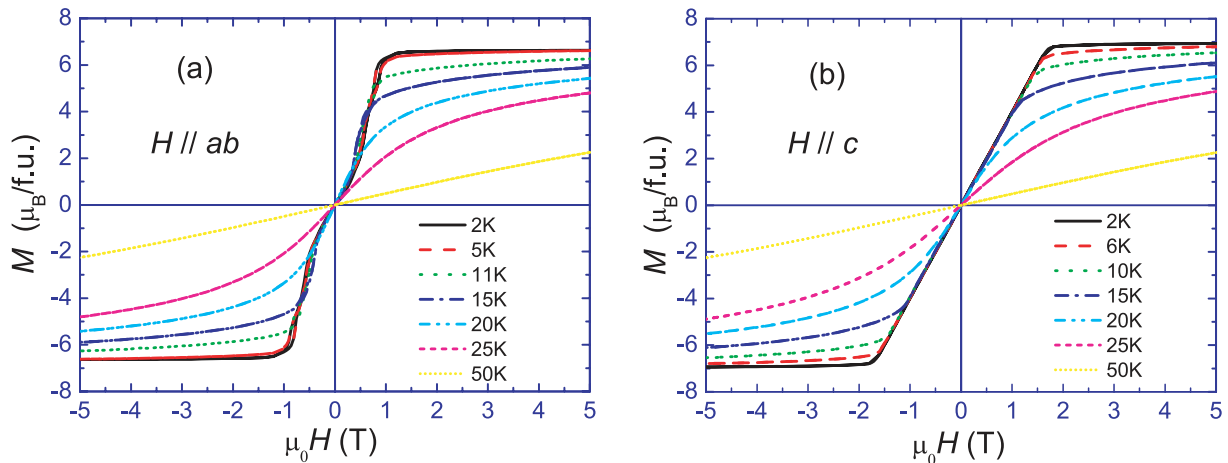 (a)
H // ab
M (μB/f.u.)
8
6
4
2
0
-2
-4
-6
-8
2K
5K
11K
15K
20K
25K
50K
-5 -4 -3 -2 -1 0 1 2 3 4 5
μ0H (T)
(b)
H // c
M (μB/f.u.)
8
6
4
2
0
-2
-4
-6
-8
2K
6K
10K
15K
20K
25K
50K
-5 -4 -3 -2 -1 0 1 2 3 4 5
μ0H (T)